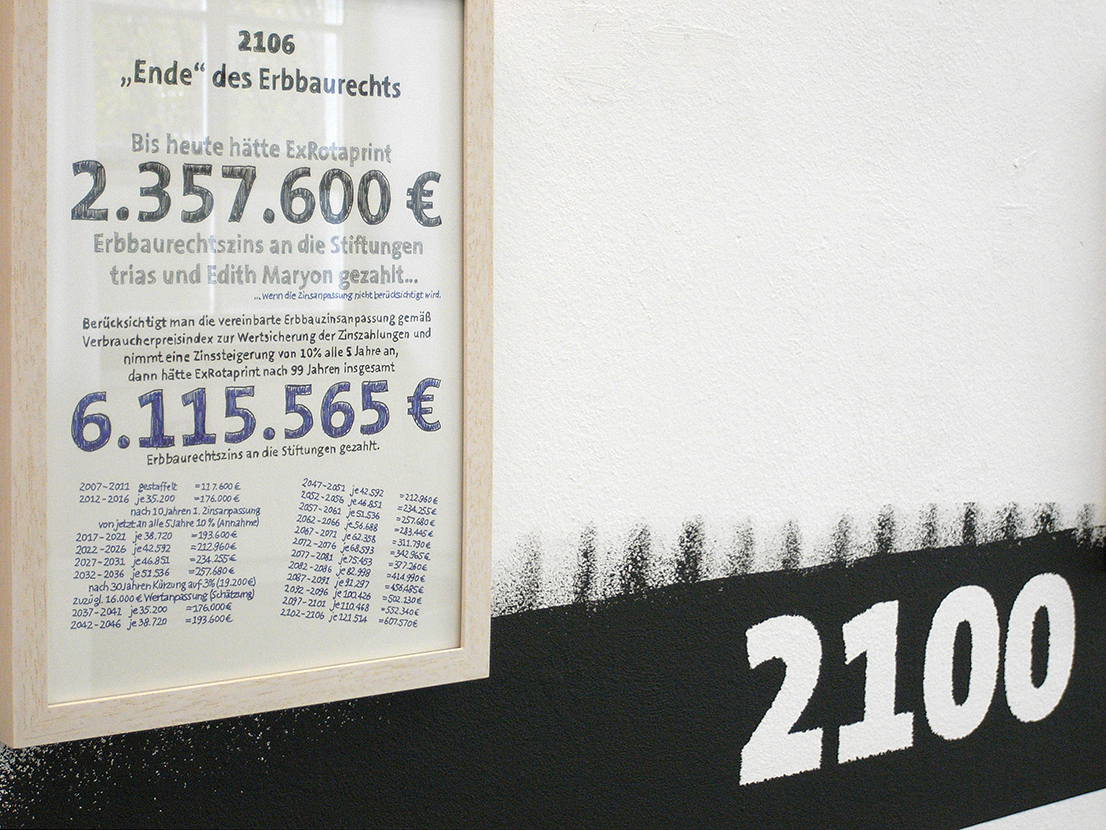 2106
„Ende“ des Erbbaurechts
Bis heute hätte ExRotaprint
2.357.600 €
Erbbaurechtszins an die Stiftungen
trias und Edith Maryon gezahlt...
...wenn die Zinsanpassung nicht berücksichtigt wird.
Berücksichtigt man die vereinbarte Erbbauzinsanpassung gemäß
Verbraucherpreisindex zur Wertsicherung der Zinszahlungen und
nimmt eine Zinssteigerung von 10% alle 5 Jahre an,
dann hätte ExRotaprint nach 99 Jahren insgesamt
6.115.565 €
Erbbaurechtszins an die Stiftungen gezahlt.
2007–2011 gestaffelt =117.600€
2012–2016 je 35.200 =176.000€
nach 10 Jahren 1. Zinsanpassung
von jetzt an alle 5 Jahre 10% (Annahme)
2017–2021 je 38.720 =193.600€
2022–2026 je 42.592 =212.960€
2027–2031 je 46.851 =234.255€
2032–2036 je 51.536 =257.680€
nach 30 Jahren Kürzung auf 3% (19.200€)
zuzügl. 16.000€ Wertanpassung (Schätzung)
2037–2041 je 35.200 =176.000€
2042–2046 je 38.720 =193.600€
2047–2051 je 42.592 =212.960€
2052–2056 je 46.851 =234.255€
2057–2061 je 51.536 =257.680€
2062–2066 je 56.688 =283.445€
2067–2071 je 62.358 =311.790€
2072–2076 je 68.593 =342.965€
2077–2081 je 75.453 =377.260€
2082–2086 je 82.998 =414.990€
2087–2091 je 91.297 =456.485€
2092–2096 je 100.426 =502.130€
2097–2101 je 110.468 =552.340€
2102–2106 je 121.514 =607.570€
2100